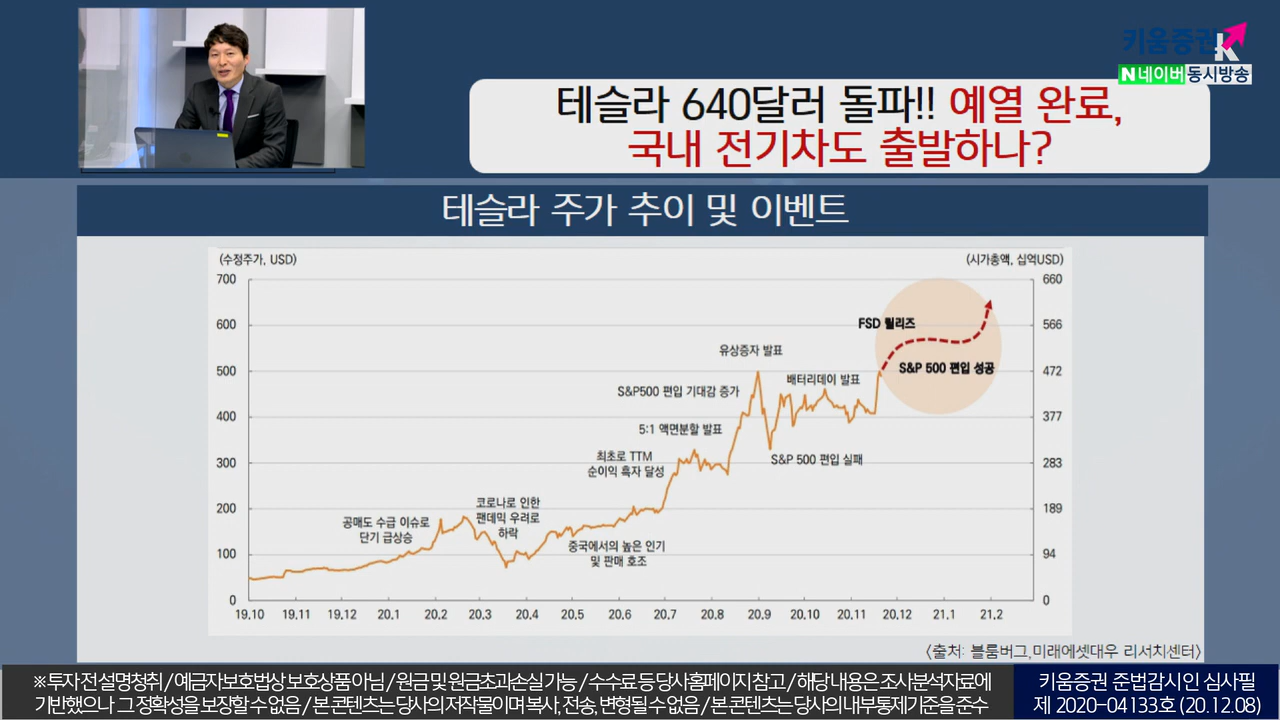 키움증권
N 네이버 동시방송
테슬라 640달러 돌파!! 예열 완료,
국내 전기차도 출발하나?
테슬라 주가 추이 및 이벤트
(수정주가, USD)
(시가총액, 십억USD)
700
660
600
566
500
472
400
377
300
283
200
189
100
94
0
0
FSD 릴리즈
S&P 500 편입 성공
유상증자 발표
배터리데이 발표
S&P500 편입 기대감 증가
5:1 액면분할 발표
S&P 500 편입 실패
최초로 TTM
순이익 흑자 달성
코로나로 인한
팬데믹 우려로
하락
공매도 수급 이슈로
단기 급상승
중국에서의 높은 인기
및 판매 호조
19.10 19.11 19.12 20.1 20.2 20.3 20.4 20.5 20.6 20.7 20.8 20.9 20.10 20.11 20.12 21.1 21.2
<출처: 블룸버그,미래에셋대우 리서치센터>
※ 투자 전 설명청취 / 예금자보호법상 보호상품 아님 / 원금 및 원금초과손실 가능 / 수수료 등 당사홈페이지 참고 / 해당 내용은 조사분석자료에
기반했으나 그 정확성을 보장할 수 없음 / 본 콘텐츠는 당사의 저작물이며 복사, 전송, 변형될 수 없음 / 본 콘텐츠는 당사의 내부통제기준을 준수
키움증권 준법감시인 심사필
제 2020-04133호 (20.12.08)